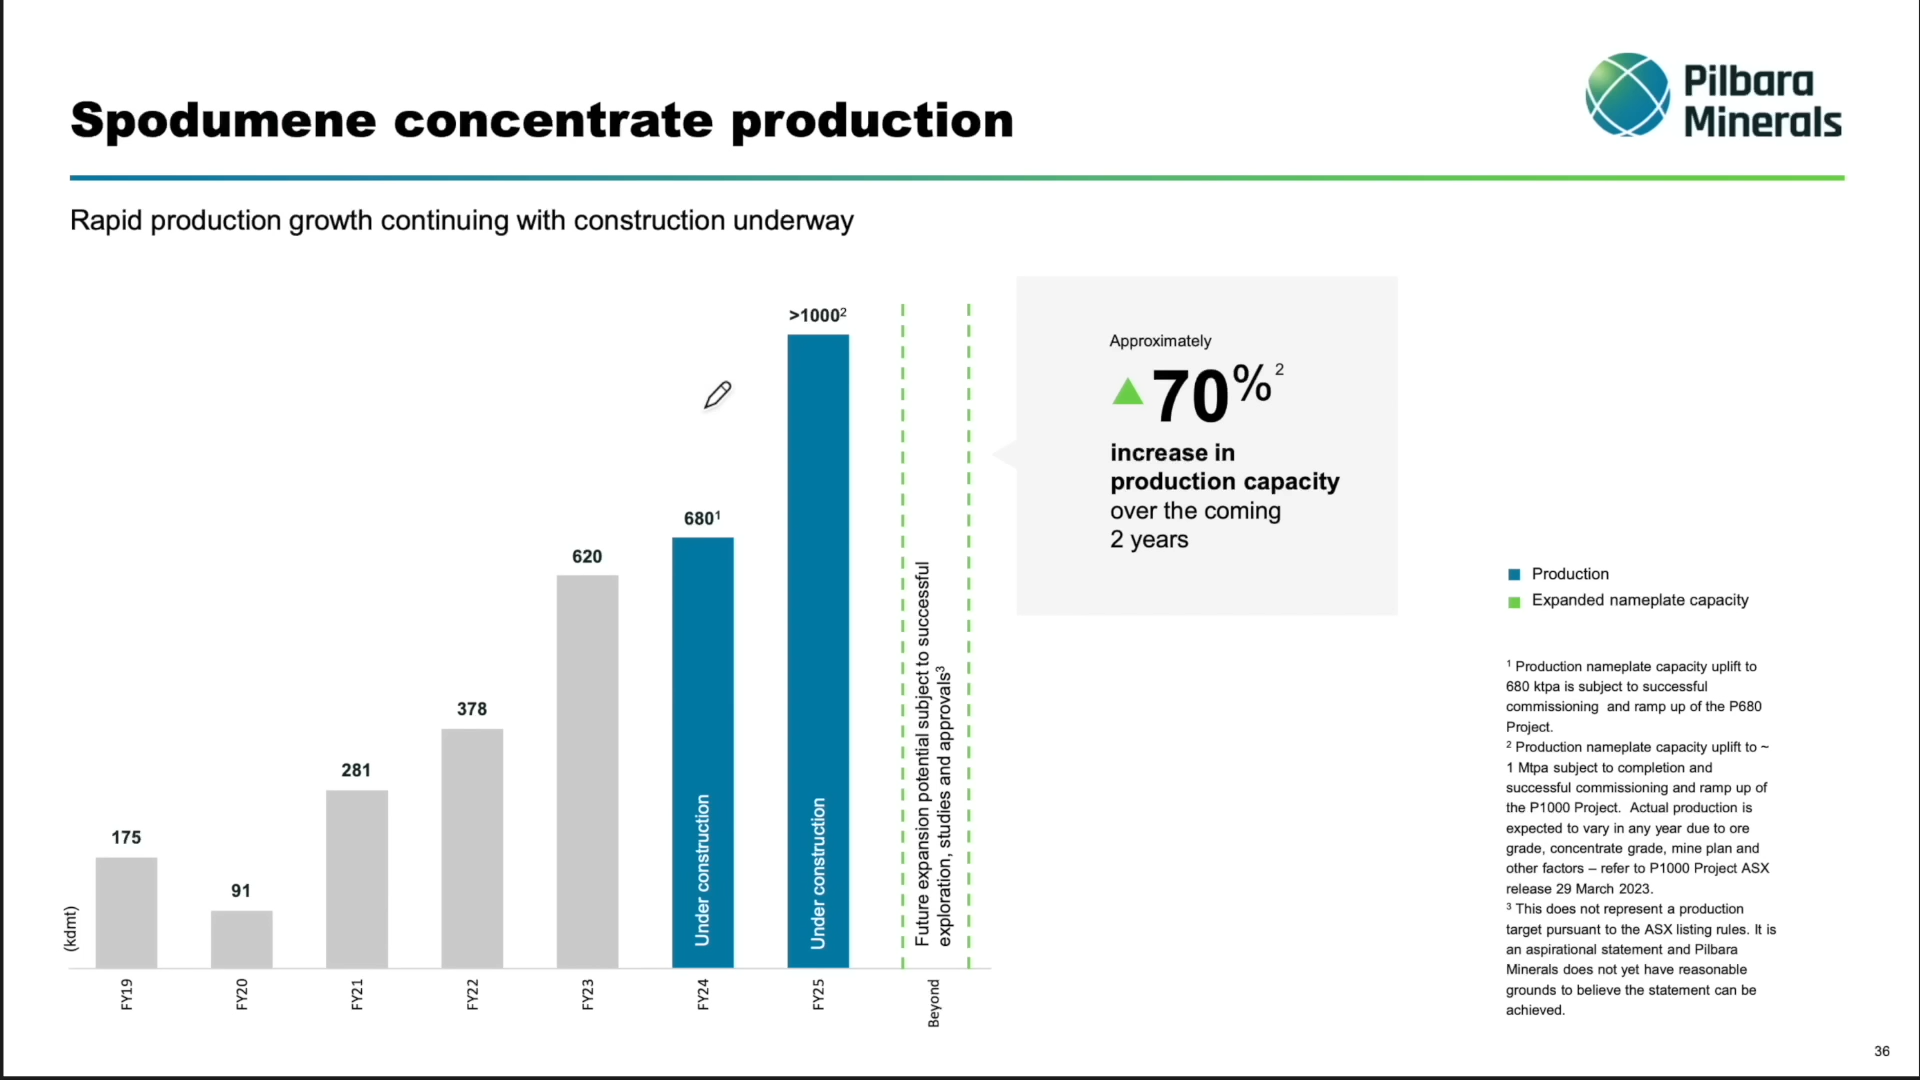 Pilbara
Minerals
Spodumene concentrate production
Rapid production growth continuing with construction underway
(kdmt)
175
91
281
378
620
680¹
>1000²
Under construction
Under construction
Future expansion potential subject to successful
exploration, studies and approvals³
FY19
FY20
FY21
FY22
FY23
FY24
FY25
Beyond
Approximately
70%²
increase in
production capacity
over the coming
2 years
Production
Expanded nameplate capacity
¹ Production nameplate capacity uplift to
680 ktpa is subject to successful
commissioning and ramp up of the P680
Project.
² Production nameplate capacity uplift to ~
1 Mtpa subject to completion and
successful commissioning and ramp up of
the P1000 Project. Actual production is
expected to vary in any year due to ore
grade, concentrate grade, mine plan and
other factors – refer to P1000 Project ASX
release 29 March 2023.
³ This does not represent a production
target pursuant to the ASX listing rules. It is
an aspirational statement and Pilbara
Minerals does not yet have reasonable
grounds to believe the statement can be
achieved.
36